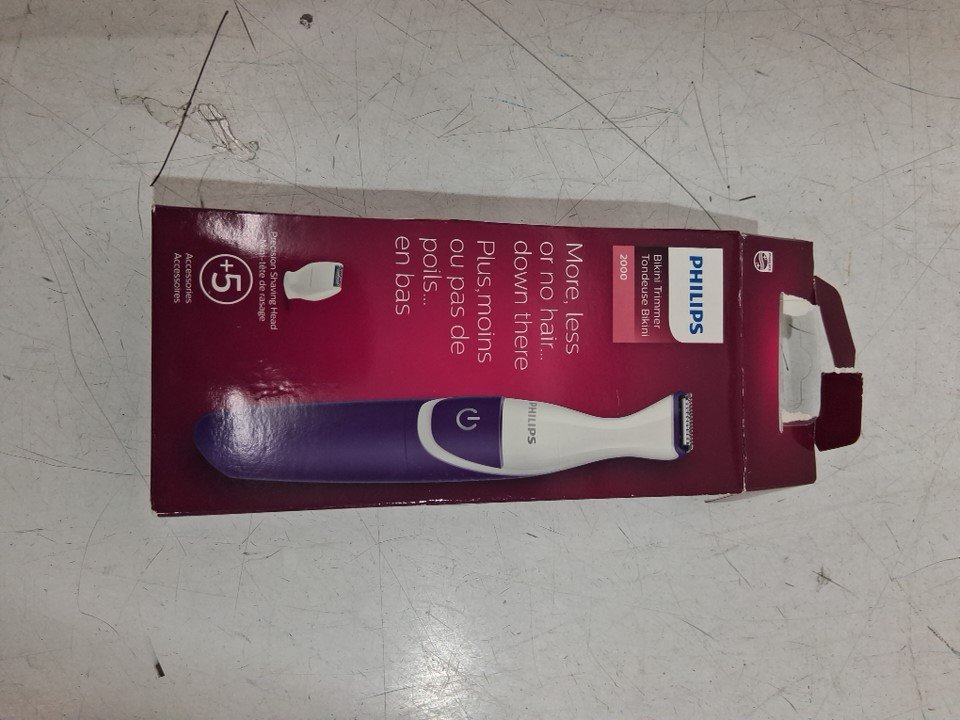 PHILIPS
Bikini Trimmer
Tondeuse Bikini
2000
More, less
or no hair...
down there
Plus,moins
ou pas de
poils...
en bas
PHILIPS
Precision Shaving Head
Mini-tête de rasage
+5
Accessories
Accessoires